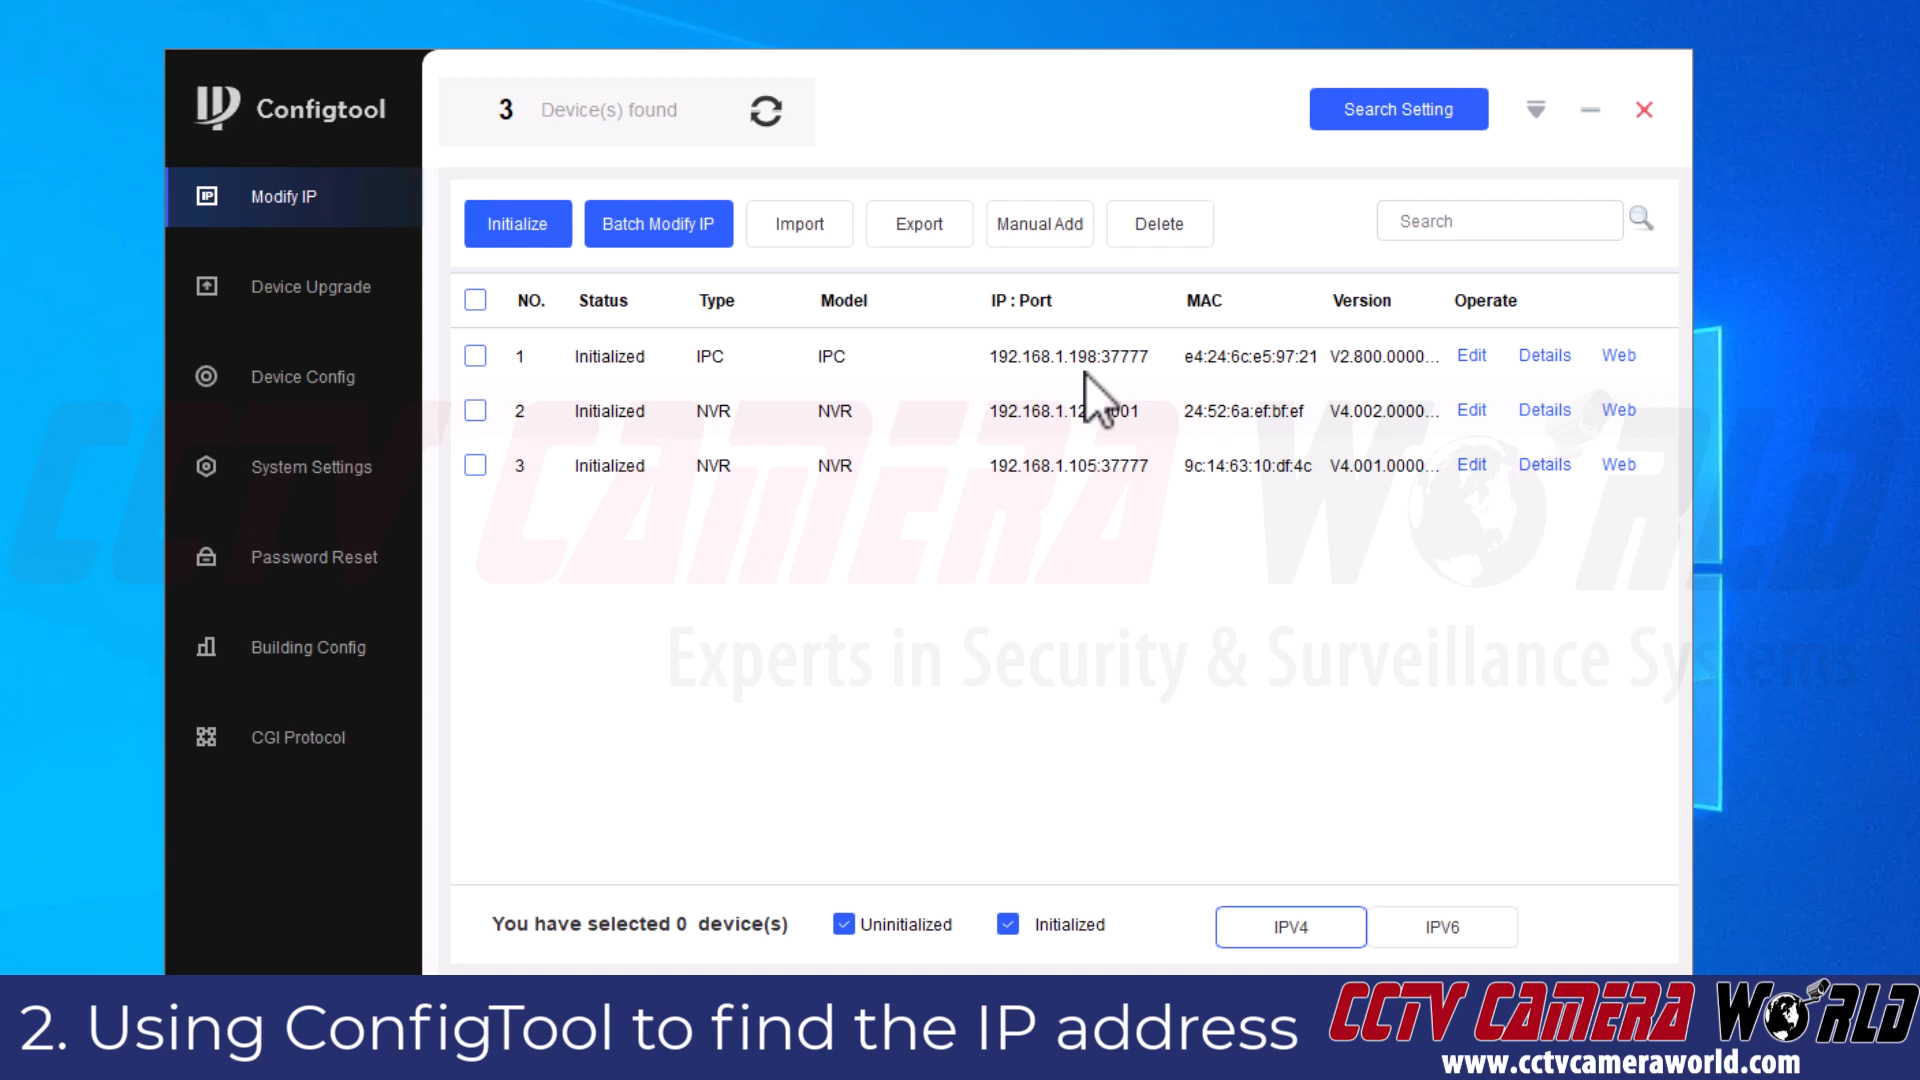 Configtool
3 Device(s) found
Search Setting
Modify IP
Device Upgrade
Device Config
System Settings
Password Reset
Building Config
CGI Protocol
Initialize Batch Modify IP Import Export Manual Add Delete Search
NO. Status Type Model IP : Port MAC Version Operate
1 Initialized IPC IPC 192.168.1.198:37777 e4:24:6c:e5:97:21 V2.800.0000... Edit Details Web
2 Initialized NVR NVR 24:52:6a:ef:bf:ef V4.002.0000... Edit Details Web
3 Initialized NVR NVR 192.168.1.105:37777 9c:14:63:10:df:4c V4.001.0000... Edit Details Web
CCTV CAMERA WORLD
Experts in Security & Surveillance Systems
You have selected 0 device(s) Uninitialized Initialized IPV4 IPV6
2. Using ConfigTool to find the IP address
CCTV CAMERA WORLD
www.cctvcameraworld.com